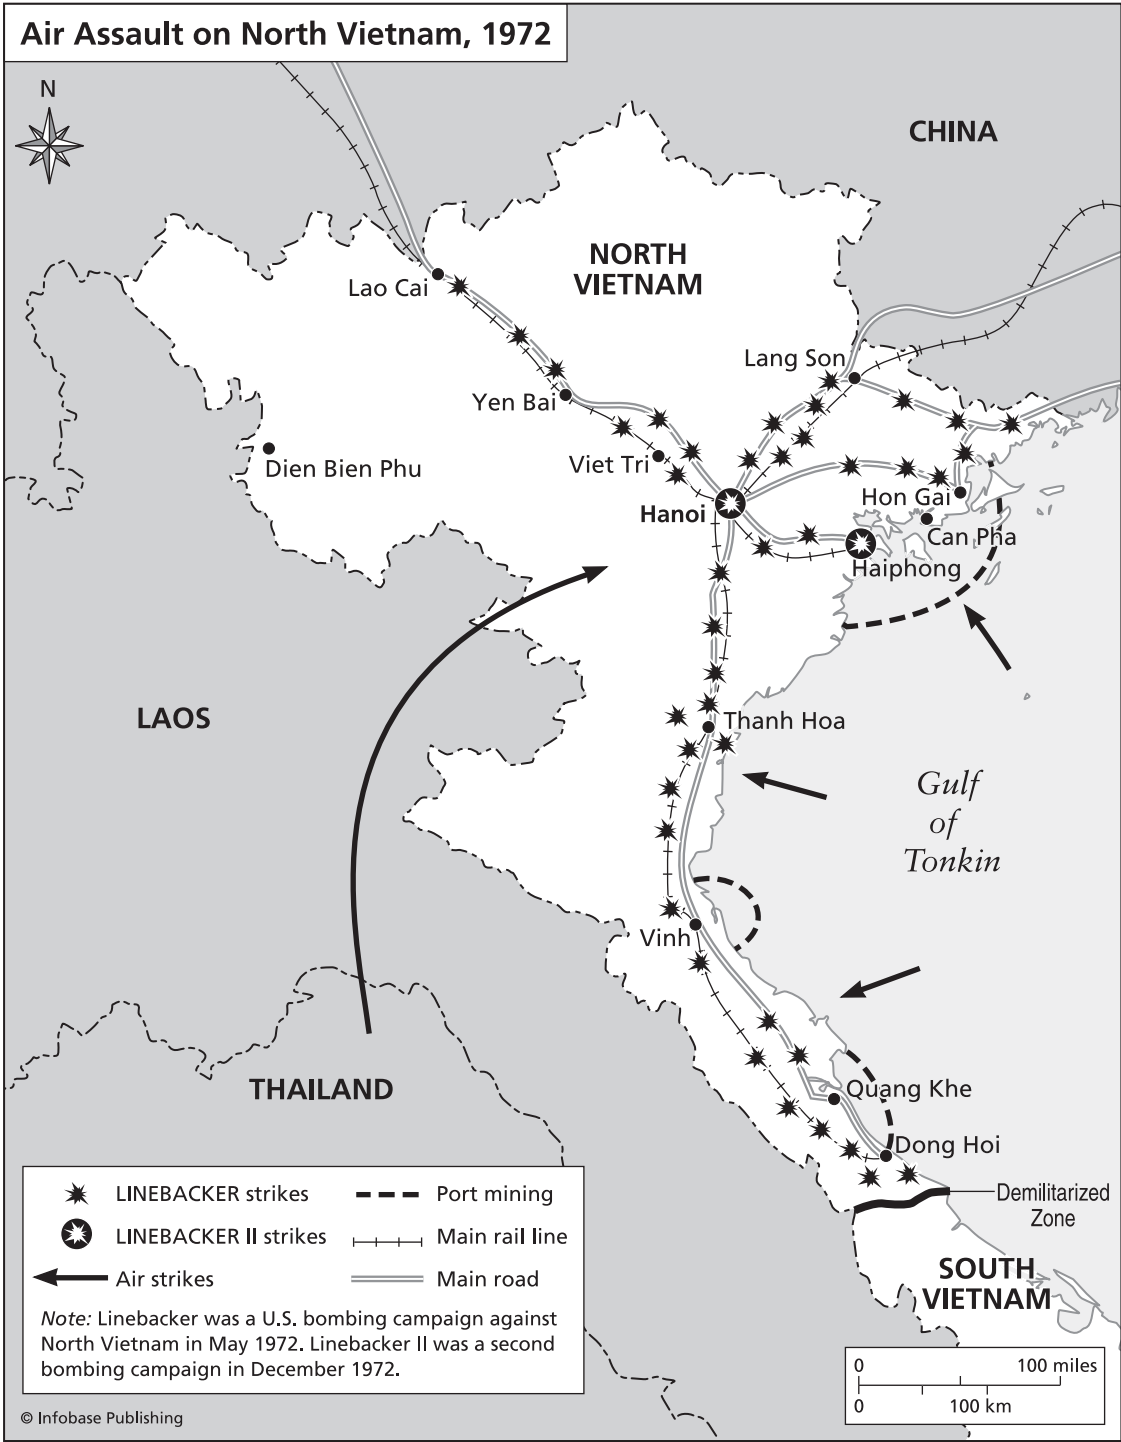 Air Assault on North Vietnam, 1972
N
CHINA
NORTH
VIETNAM
Lao Cai
Lang Son
Yen Bai
Viet Tri
Dien Bien Phu
Hon Gai
Hanoi
Can Pha
Haiphong
LAOS
Thanh Hoa
Gulf
of
Tonkin
Vinh
THAILAND
Quang Khe
Dong Hoi
Demilitarized
Zone
SOUTH
VIETNAM
LINEBACKER strikes
Port mining
LINEBACKER II strikes
Main rail line
Air strikes
Main road
Note: Linebacker was a U.S. bombing campaign against
North Vietnam in May 1972. Linebacker II was a second
bombing campaign in December 1972.
0 100 miles
0 100 km
© Infobase Publishing